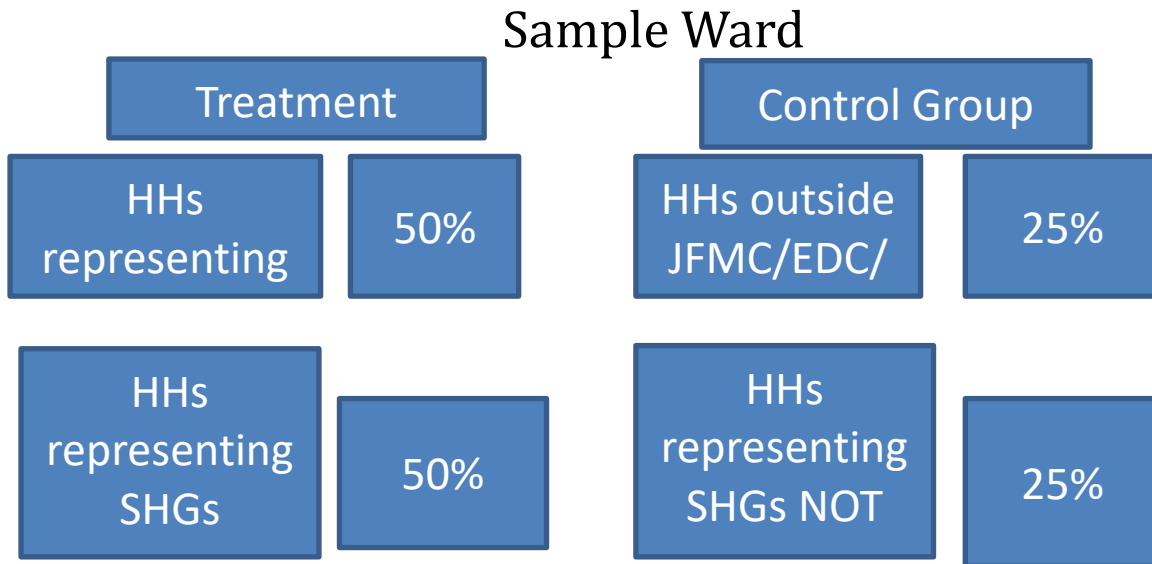 Sample Ward
Treatment
HHs
representing
50%
HHs
representing
SHGs
50%
Control Group
HHs outside
JFMC/EDC/
25%
HHs
representing
SHGs NOT
25%